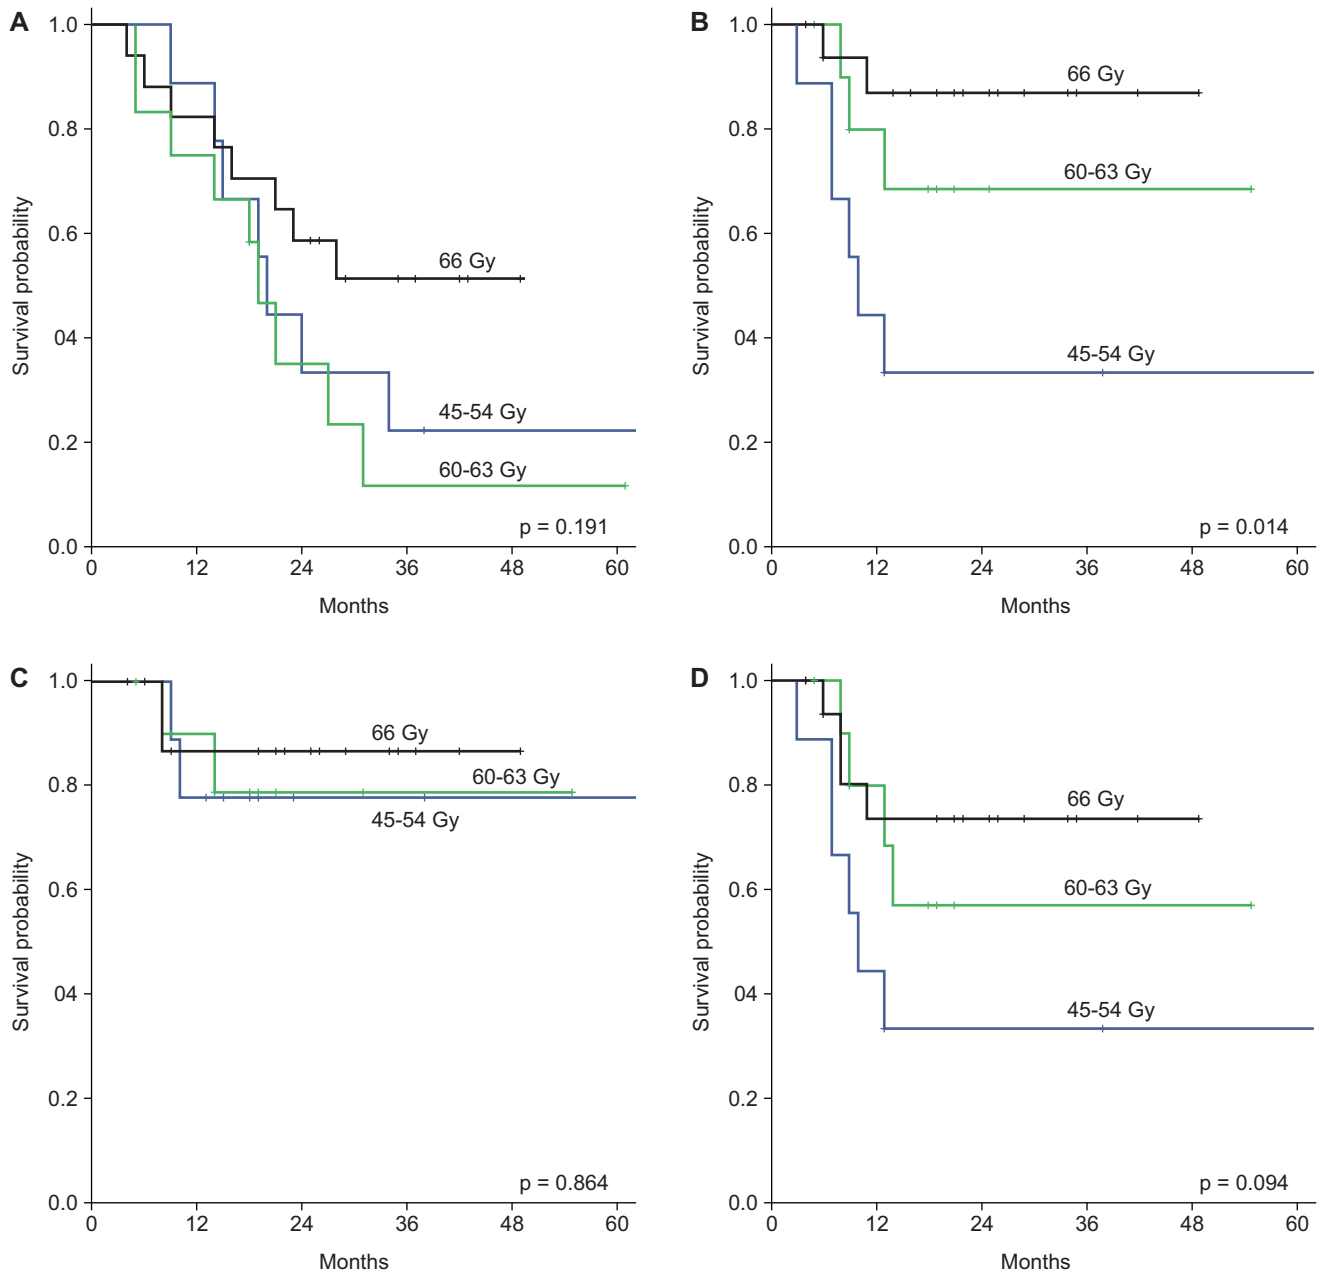 A
1.0
0.8
0.6
04
0.2
0.0
Survival probability
66 Gy
45-54 Gy
60-63 Gy
p = 0.191
0 12 24 36 48 60
Months
B
1.0
0.8
0.6
04
0.2
0.0
Survival probability
66 Gy
60-63 Gy
45-54 Gy
p = 0.014
0 12 24 36 48 60
Months
C
1.0
0.8
0.6
04
0.2
0.0
Survival probability
66 Gy
60-63 Gy
45-54 Gy
p = 0.864
0 12 24 36 48 60
Months
D
1.0
0.8
0.6
04
0.2
0.0
Survival probability
66 Gy
60-63 Gy
45-54 Gy
p = 0.094
0 12 24 36 48 60
Months